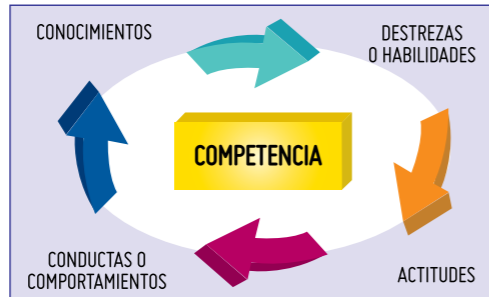 CONOCIMIENTOS
DESTREZAS
O HABILIDADES
COMPETENCIA
CONDUCTAS O
COMPORTAMIENTOS
ACTITUDES